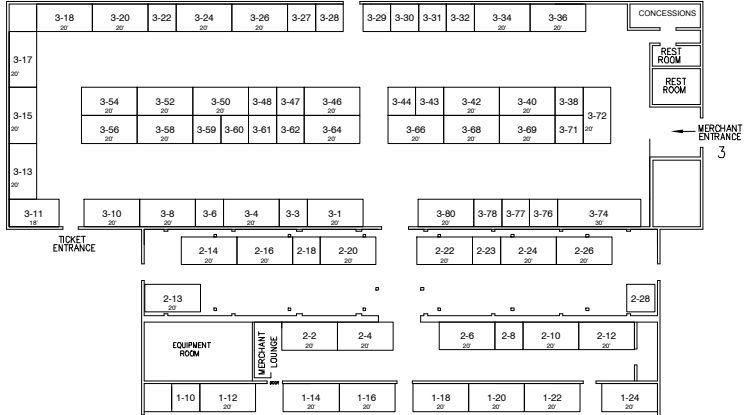 3-18 3-20 3-22 3-24 3-26 3-27 3-28 3-29 3-30 3-31 3-32 3-34 3-36 CONCESSIONS
20' 20' 20' 20' 20' 20'
REST
ROOM
3-17
20'
REST
ROOM
3-54 3-52 3-50 3-48 3-47 3-46 3-44 3-43 3-42 3-40 3-38
20' 20' 20' 20' 20' 20'
3-15 3-72
20' 20'
3-56 3-58 3-59 3-60 3-61 3-62 3-64 3-66 3-68 3-69 3-71
20' 20' 20' 20' 20' 20'
MERCHANT
ENTRANCE
3
3-13
20'
3-11 3-10 3-8 3-6 3-4 3-3 3-1 3-80 3-78 3-77 3-76 3-74
18' 20' 20' 20' 20' 20' 30'
TICKET
ENTRANCE
2-14 2-16 2-18 2-20 2-22 2-23 2-24 2-26
20' 20' 20' 20' 20' 20'
2-13 2-28
20'
EQUIPMENT
ROOM
MERCHANT
LOUNGE
2-2 2-4 2-6 2-8 2-10 2-12
20' 20' 20' 20' 20'
1-10 1-12 1-14 1-16 1-18 1-20 1-22 1-24
20' 20' 20' 20' 20' 20' 20'